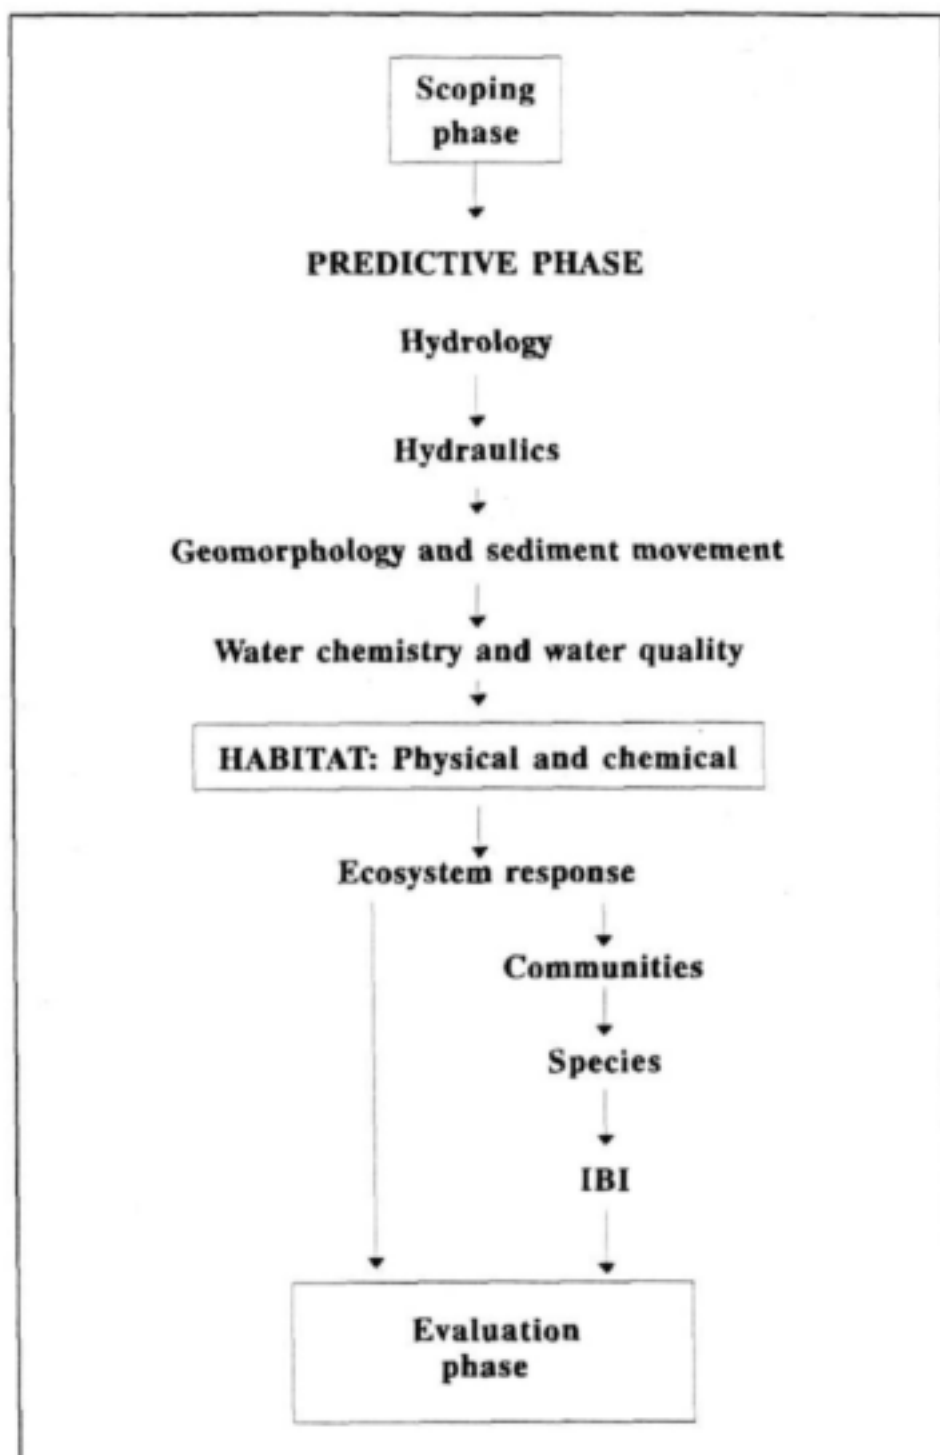 Scoping
phase
PREDICTIVE PHASE
Hydrology
Hydraulics
Geomorphology and sediment movement
Water chemistry and water quality
HABITAT: Physical and chemical
Ecosystem response
Communities
Species
IBI
Evaluation
phase